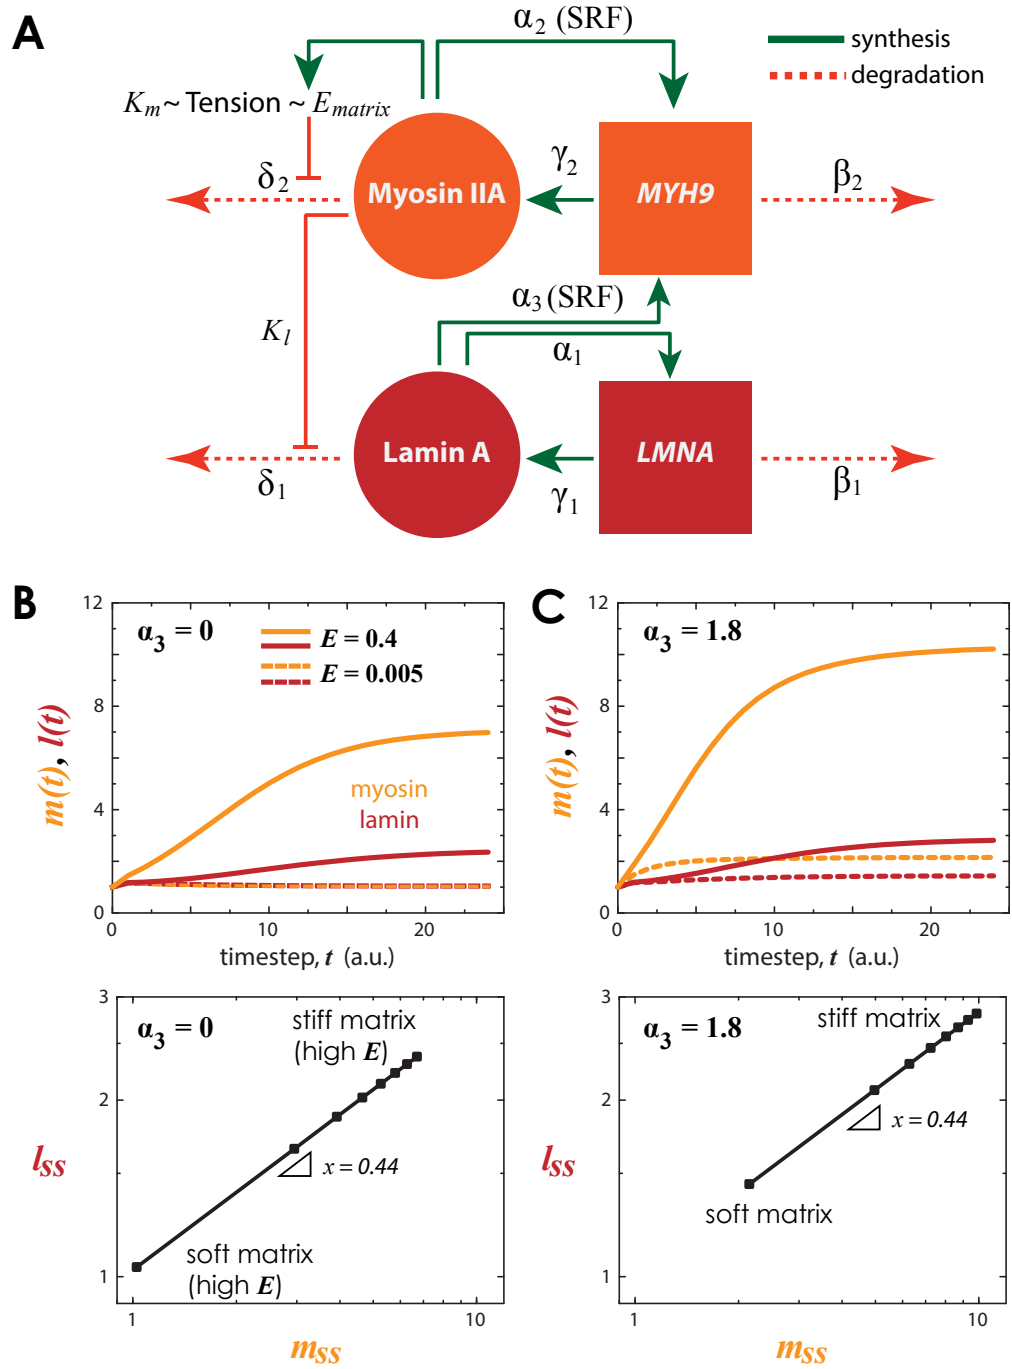 A
α2 (SRF)
synthesis
degradation
Km ~ Tension ~ Ematrix
δ2
Myosin IIA
γ2
MYH9
β2
α3 (SRF)
Kl
α1
Lamin A
LMNA
δ1
γ1
β1
B
12
α3 = 0
E = 0.4
E = 0.005
8
m(t), l(t)
myosin
lamin
4
0
0
10
20
timestep, t (a.u.)
C
12
α3 = 1.8
8
m(t), l(t)
4
0
0
10
20
timestep, t (a.u.)
3
α3 = 0
stiff matrix
(high E)
2
x = 0.44
lSS
soft matrix
(high E)
1
1
10
mSS
3
α3 = 1.8
stiff matrix
2
x = 0.44
lSS
soft matrix
1
1
10
mSS